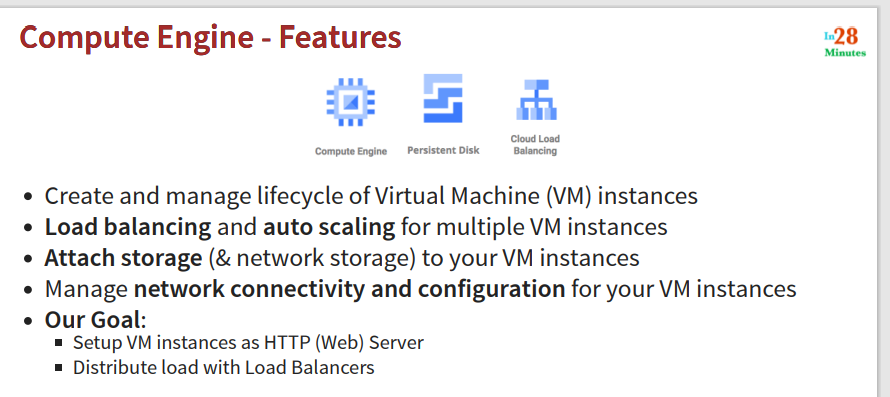 Compute Engine - Features
In28
Minutes
Compute Engine
Persistent Disk
Cloud Load
Balancing
• Create and manage lifecycle of Virtual Machine (VM) instances
• Load balancing and auto scaling for multiple VM instances
• Attach storage (& network storage) to your VM instances
• Manage network connectivity and configuration for your VM instances
• Our Goal:
▪ Setup VM instances as HTTP (Web) Server
▪ Distribute load with Load Balancers